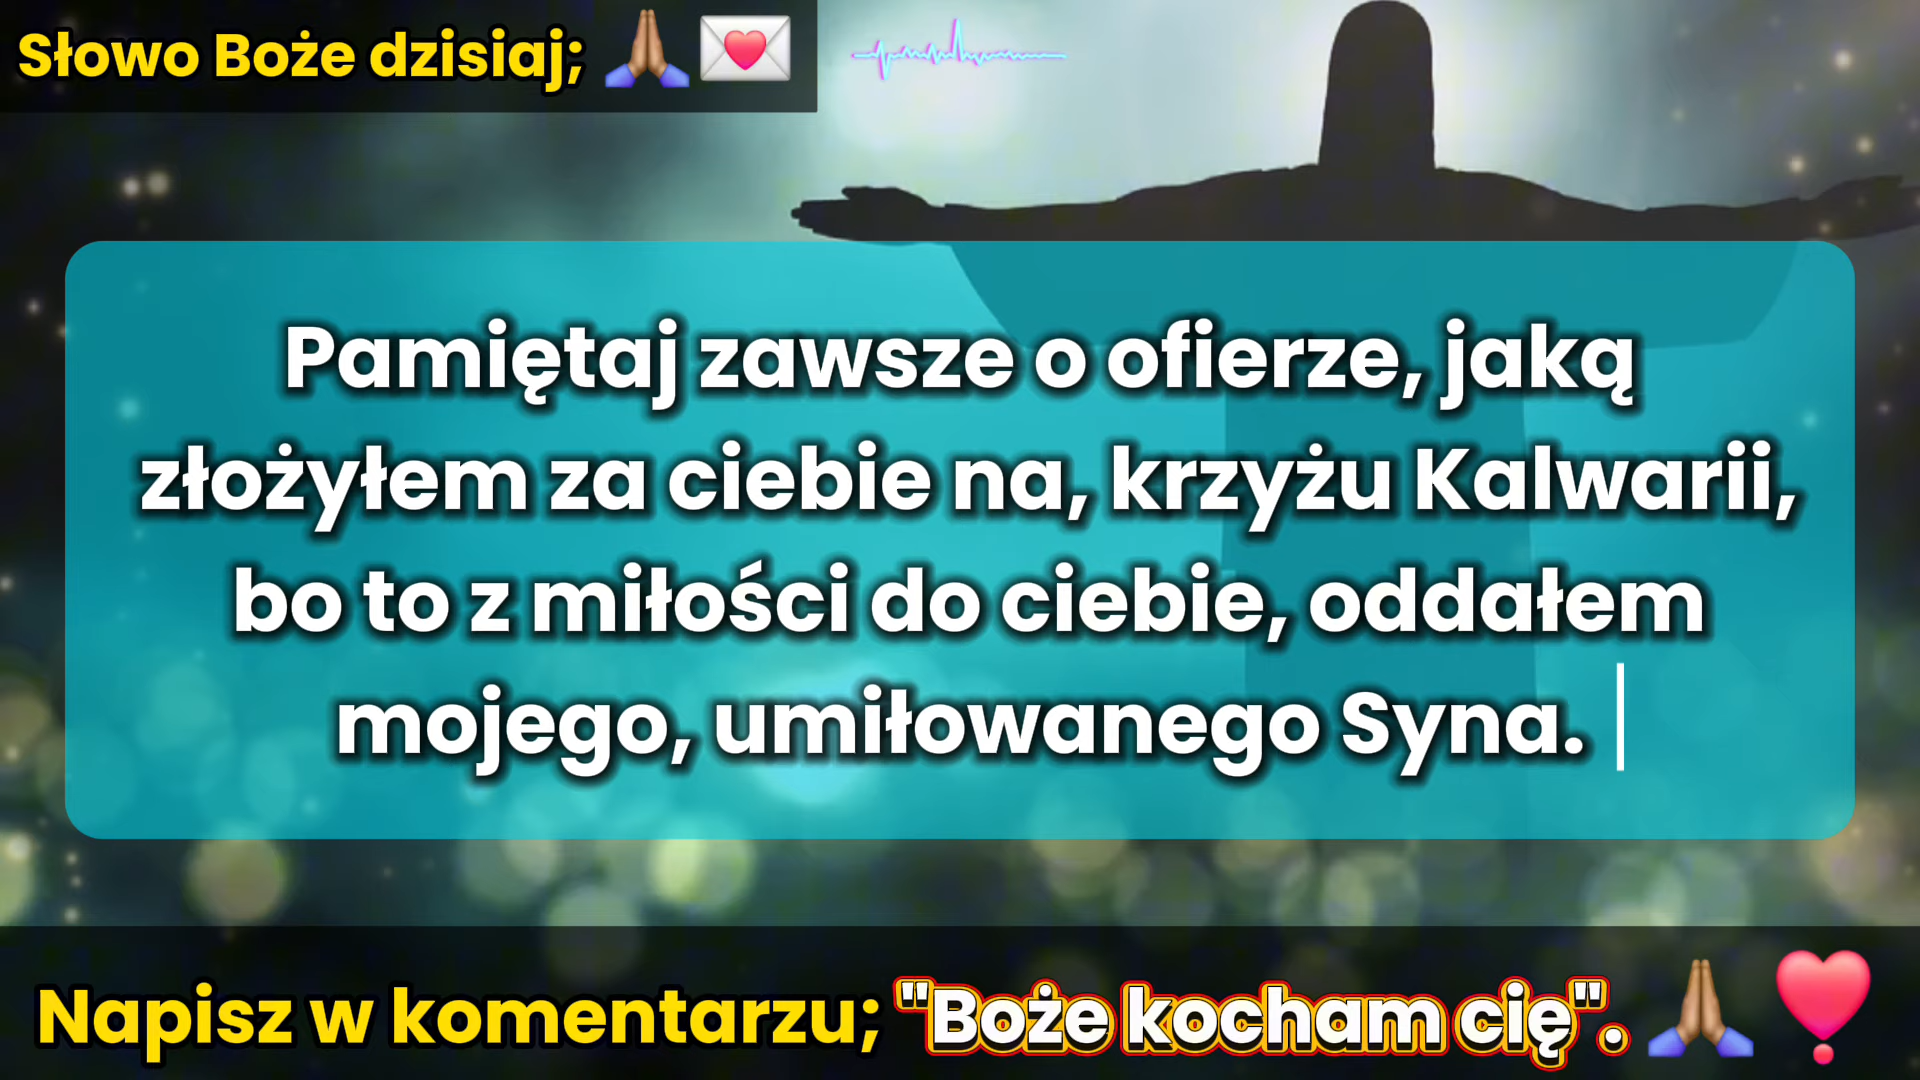 Słowo Boże dzisiaj; 🙏🏽💌
Pamiętaj zawsze o ofierze, jaką
złożyłem za ciebie na, krzyżu Kalwarii,
bo to z miłości do ciebie, oddałem
mojego, umiłowanego Syna.
Napisz w komentarzu; "Boże kocham cię". 🙏🏽❣️